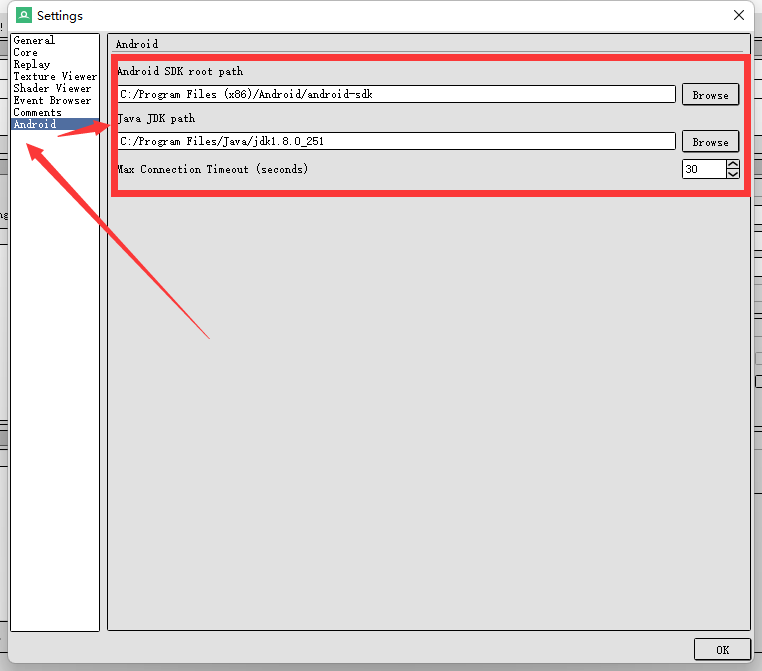 Settings
General
Core
Replay
Texture Viewer
Shader Viewer
Event Browser
Comments
Android
Android
Android SDK root path
C:/Program Files (x86)/Android/android-sdk
Browse
Java JDK path
C:/Program Files/Java/jdk1.8.0_251
Browse
Max Connection Timeout (seconds)
30
OK